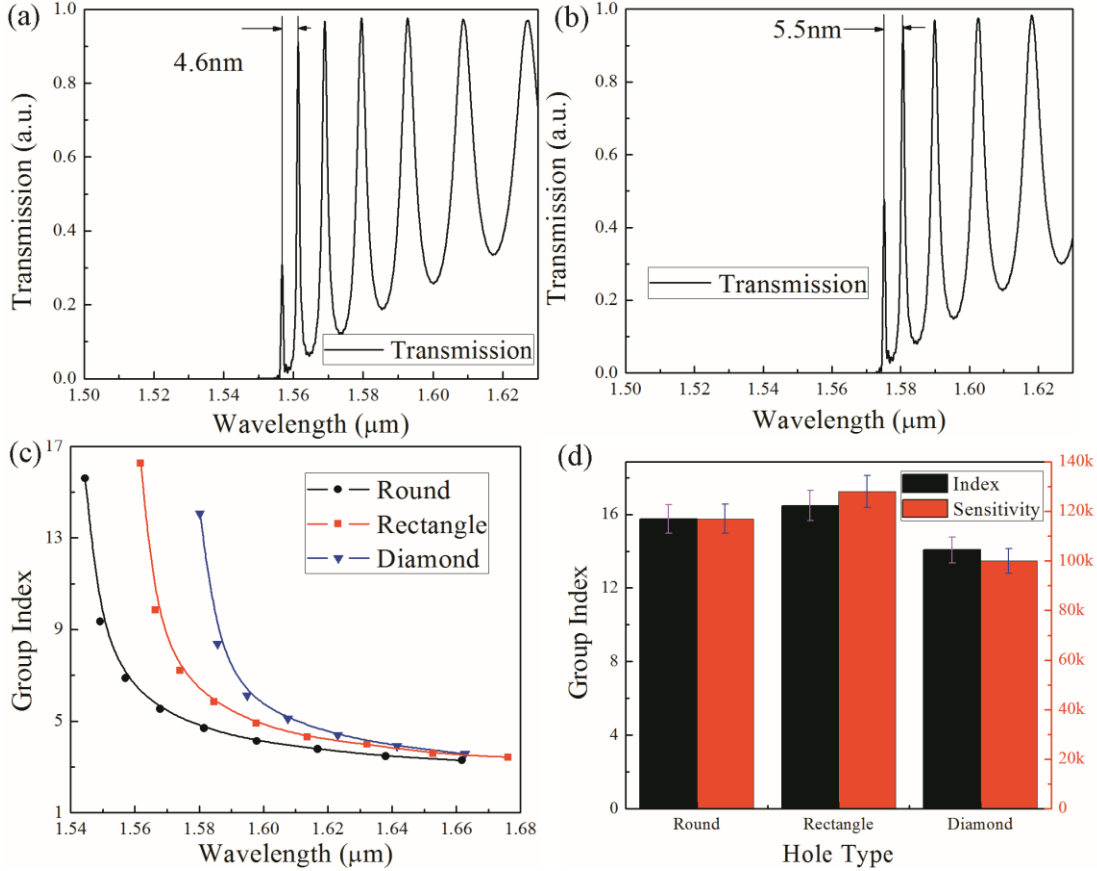 (a)
1.0
0.8
0.6
0.4
0.2
0.0
Transmission (a.u.)
4.6nm
Transmission
1.50 1.52 1.54 1.56 1.58 1.60 1.62
Wavelength (μm)
(b)
1.0
0.8
0.6
0.4
0.2
0.0
Transmission (a.u.)
5.5nm
Transmission
1.50 1.52 1.54 1.56 1.58 1.60 1.62
Wavelength (μm)
(c)
17
13
9
5
1
Group Index
Round
Rectangle
Diamond
1.54 1.56 1.58 1.60 1.62 1.64 1.66 1.68
Wavelength (μm)
(d)
16
12
8
4
0
Group Index
Index
Sensitivity
140k
120k
100k
80k
60k
40k
20k
0
Round Rectangle Diamond
Hole Type